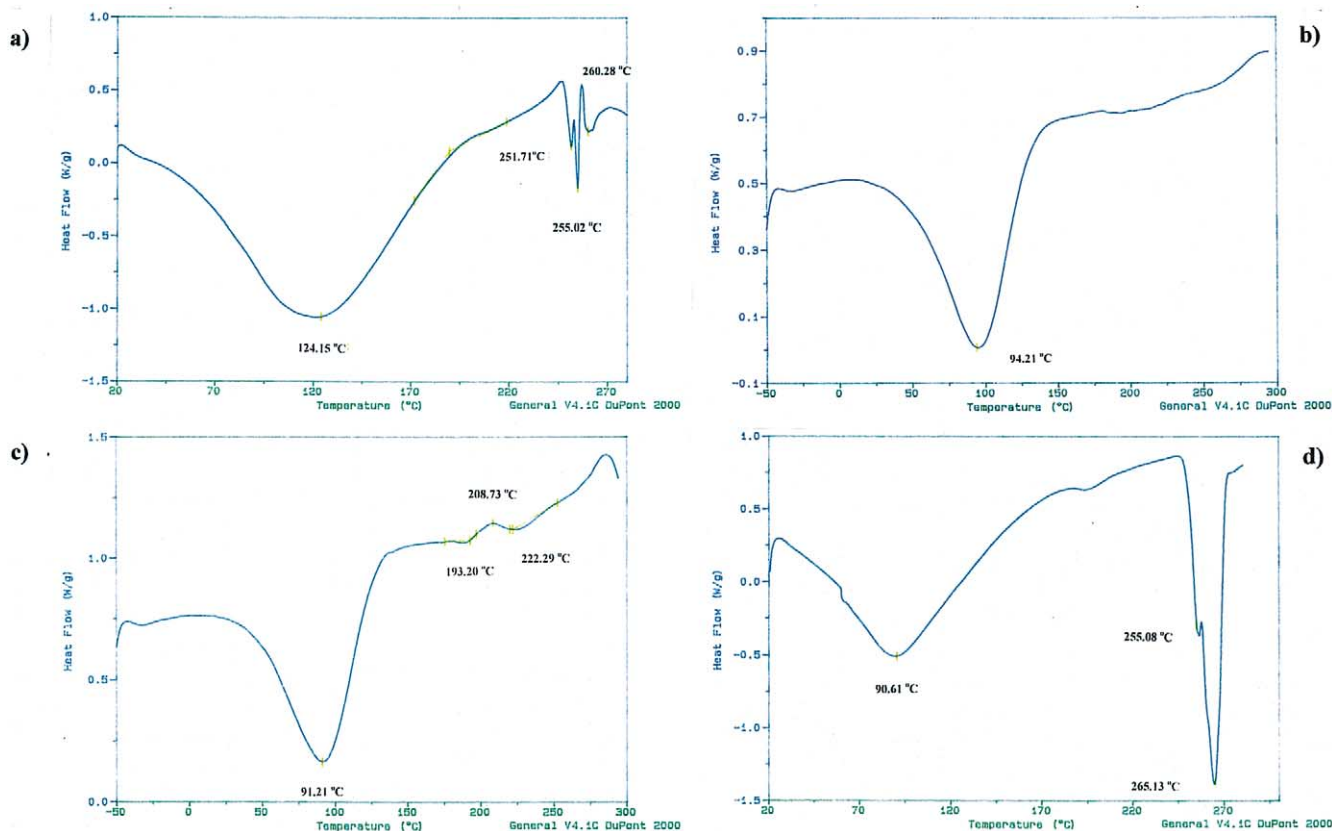 a)
1.0
0.5
0.0
-0.5
-1.0
-1.5
Heat Flow (W/g)
260.28 °C
251.71°C
255.02 °C
124.15 °C
20
70
120
170
220
270
Temperature (°C)
General V4.1C DuPont 2000
b)
0.9
0.7
0.5
0.3
0.1
-0.1
Heat Flow (W/g)
94.21 °C
-50
0
50
100
150
200
250
300
Temperature (°C)
General V4.1C DuPont 2000
c)
1.5
1.0
0.5
0.0
Heat Flow (W/g)
208.73 °C
193.20 °C
222.29 °C
91.21 °C
-50
0
50
100
150
200
250
300
Temperature (°C)
General V4.1C DuPont 2000
d)
1.0
0.5
0.0
-0.5
-1.0
-1.5
Heat Flow (W/g)
255.08 °C
90.61 °C
265.13 °C
20
70
120
170
220
270
Temperature (°C)
General V4.1C DuPont 2000